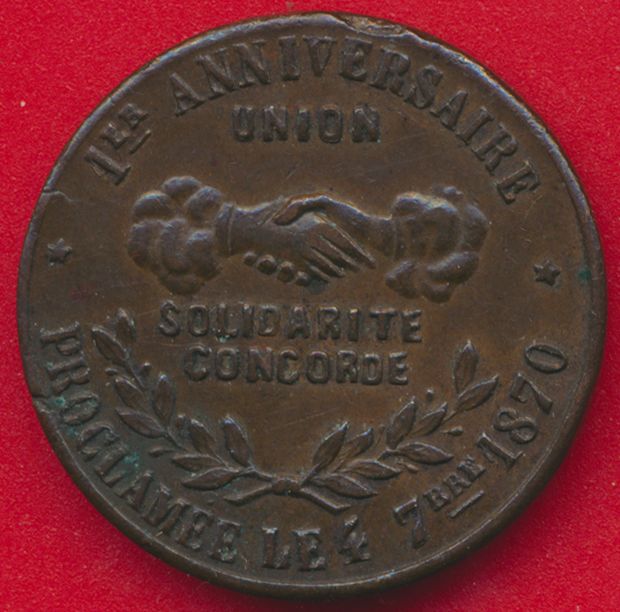 1ER ANNIVERSAIRE
UNION
SOLIDARITE
CONCORDE
PROCLAMEE LE 4 7BRE 1870